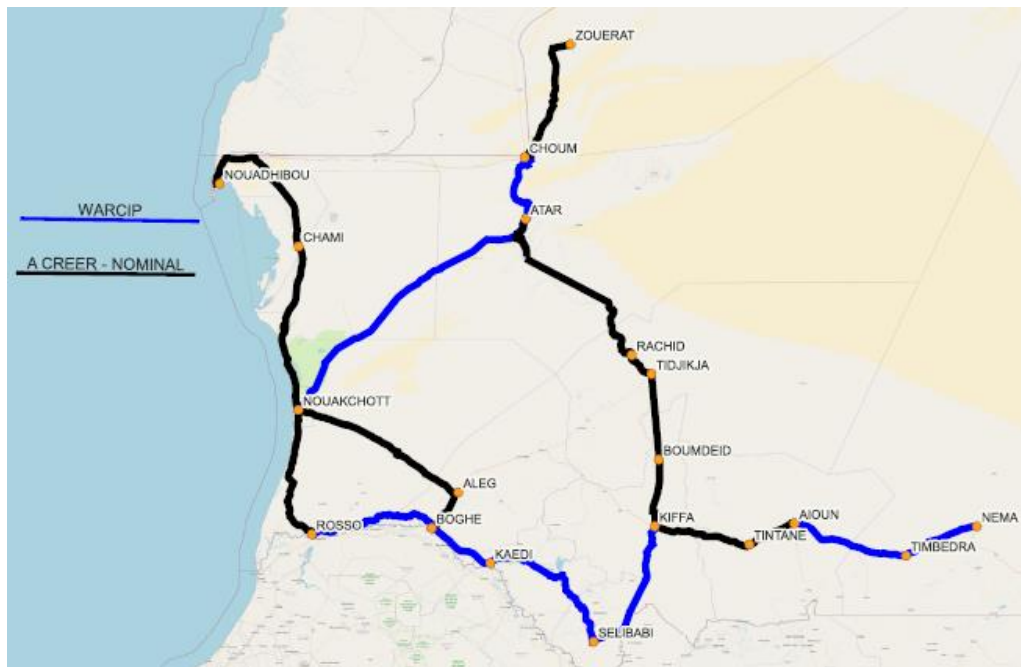 ZOUERAT
CHOUM
NOUADHIBOU
WARCIP
ATAR
CHAMI
A CREER - NOMINAL
RACHID
TIDJIKJA
NOUAKCHOTT
BOUMDEID
ALEG
ROSSO
BOGHE
KIFFA
AIOUN
NEMA
TINTANE
TIMBEDRA
KAEDI
SELIBABI